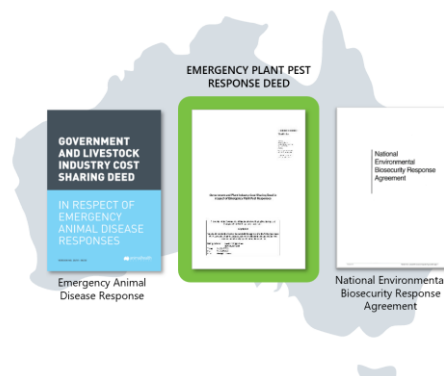 EMERGENCY PLANT PEST
RESPONSE DEED
GOVERNMENT
AND LIVESTOCK
INDUSTRY COST
SHARING DEED
IN RESPECT OF
EMERGENCY
ANIMAL DISEASE
RESPONSES
Emergency Animal
Disease Response
National
Environmental
Biosecurity Response
Agreement
National Environmenta
Biosecurity Response
Agreement